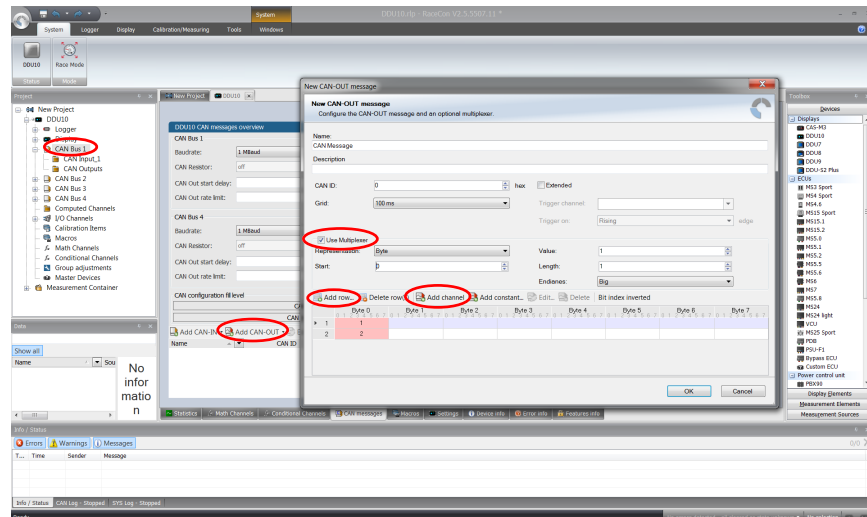 System
DDU10.rtp - RaceCon V2.5.5507.11 *
System Logger Display Calibration/Measuring Tools Windows
DDU10 Race Mode
Status Mode
Project
New Project
DDU10
Logger
Display
CAN Bus 1
CAN Input_1
CAN Outputs
CAN Bus 2
CAN Bus 3
CAN Bus 4
Computed Channels
I/O Channels
Calibration Items
Macros
Math Channels
Conditional Channels
Group adjustments
Master Devices
Measurement Container
Data
Show all
Name Sou
No
infor
matio
n
New Project DDU10
DDU10 CAN messages overview
CAN Bus 1
Baudrate: 1 MBaud
CAN Resistor: off
CAN Out start delay:
CAN Out rate limit:
CAN Bus 4
Baudrate: 1 MBaud
CAN Resistor: off
CAN Out start delay:
CAN Out rate limit:
CAN configuration fill level
CAN
Add CAN-IN Add CAN-OUT
Name CAN ID
New CAN-OUT message
New CAN-OUT message
Configure the CAN-OUT message and an optional multiplexer.
Name:
CAN Message
Description
CAN ID: 0 hex Extended
Grid: 100 ms Trigger channel:
Trigger on: Rising edge
Use Multiplexer
Representation: Byte Value: 1
Start: 0 Length: 1
Endianes: Big
Add row... Delete row(s) Add channel Add constant... Edit... Delete Bit index inverted
Byte 0 Byte 1 Byte 2 Byte 3 Byte 4 Byte 5 Byte 6 Byte 7
1 1
2 2
OK Cancel
Statistics Math Channels Conditional Channels CAN messages Macros Settings Device info Error info Features info
Toolbox
Devices
Displays
CAS-M3
DDU10
DDU7
DDU8
DDU9
DDU-S2 Plus
ECUs
MS3 Sport
MS4 Sport
MS4.6
MS15 Sport
MS15.1
MS15.2
MS5.0
MS5.1
MS5.2
MS5.5
MS5.6
MS6
MS7
MS5.8
MS24
MS24 light
VCU
MS25 Sport
PDB
PSU-F1
Bypass ECU
Custom ECU
Power control unit
PBX90
Display Elements
Measurement Elements
Measurement Sources
Info / Status
Errors Warnings Messages 0/0
T... Time Sender Message
Info / Status CAN Log - Stopped SYS Log - Stopped